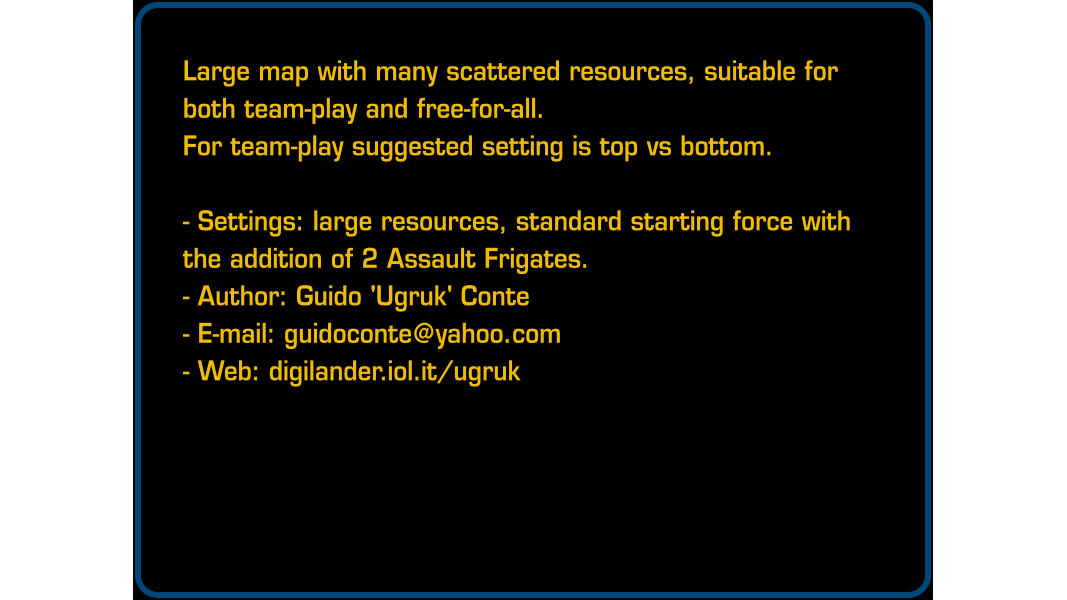 Large map with many scattered resources, suitable for
both team-play and free-for-all.
For team-play suggested setting is top vs bottom.
- Settings: large resources, standard starting force with
the addition of 2 Assault Frigates.
- Author: Guido 'Ugruk' Conte
- E-mail: guidoconte@yahoo.com
- Web: digilander.iol.it/ugruk